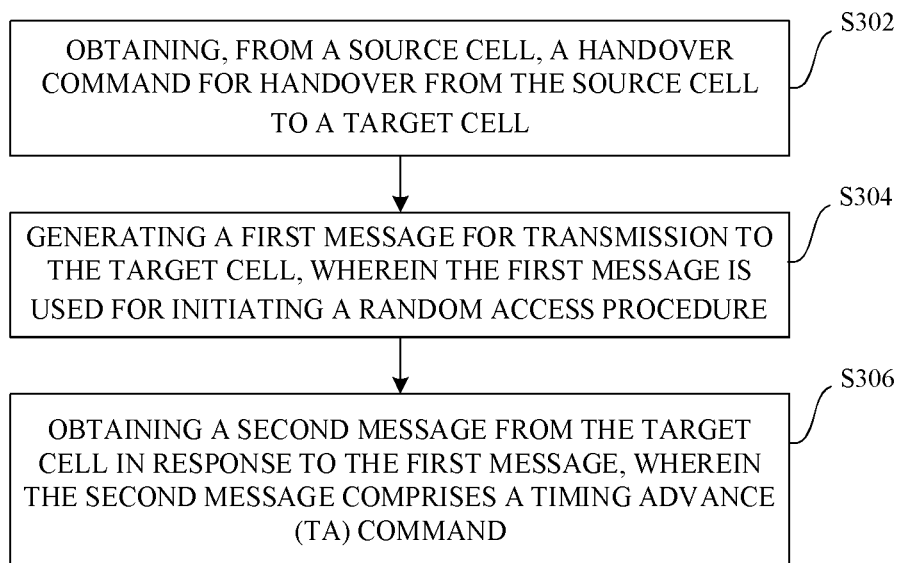 S302
OBTAINING, FROM A SOURCE CELL, A HANDOVER
COMMAND FOR HANDOVER FROM THE SOURCE CELL
TO A TARGET CELL
S304
GENERATING A FIRST MESSAGE FOR TRANSMISSION TO
THE TARGET CELL, WHEREIN THE FIRST MESSAGE IS
USED FOR INITIATING A RANDOM ACCESS PROCEDURE
S306
OBTAINING A SECOND MESSAGE FROM THE TARGET
CELL IN RESPONSE TO THE FIRST MESSAGE, WHEREIN
THE SECOND MESSAGE COMPRISES A TIMING ADVANCE
(TA) COMMAND